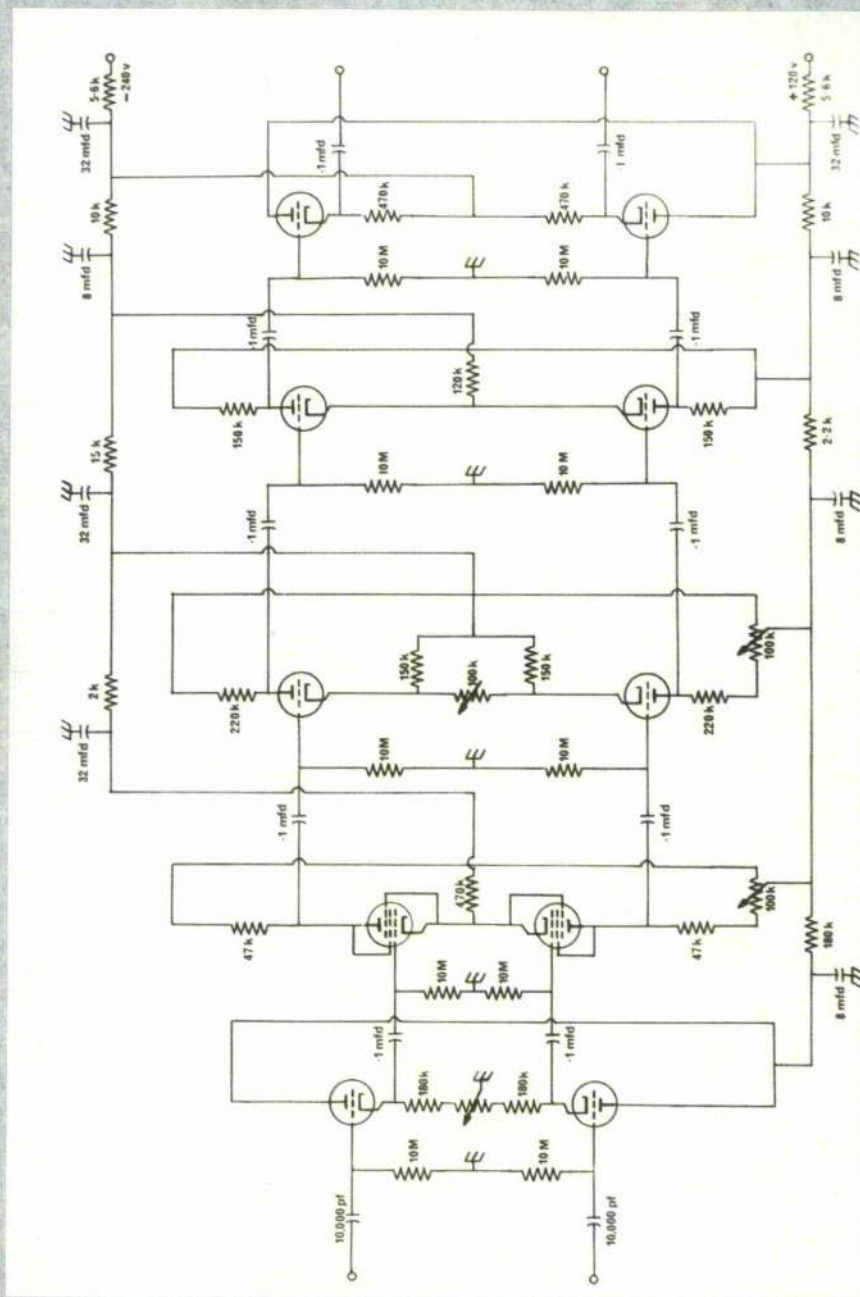 32 mfd
2k
32 mfd
15 k
8 mfd
10k
32 mfd
5·6k
− 240v
47k
220k
150k
·1 mfd
·1 mfd
·1 mfd
·1 mfd
10,000 pf
·1 mfd
10M
180k
10M
470k
10M
150k
100k
10M
120k
10M
470k
10M
180k
10M
10M
150k
10M
10M
470k
10,000 pf
·1 mfd
·1 mfd
·1 mfd
·1 mfd
·1 mfd
47k
220k
150k
100k
100k
+ 120v
8 mfd
180k
8 mfd
2·2k
8 mfd
10k
32 mfd
5·6k